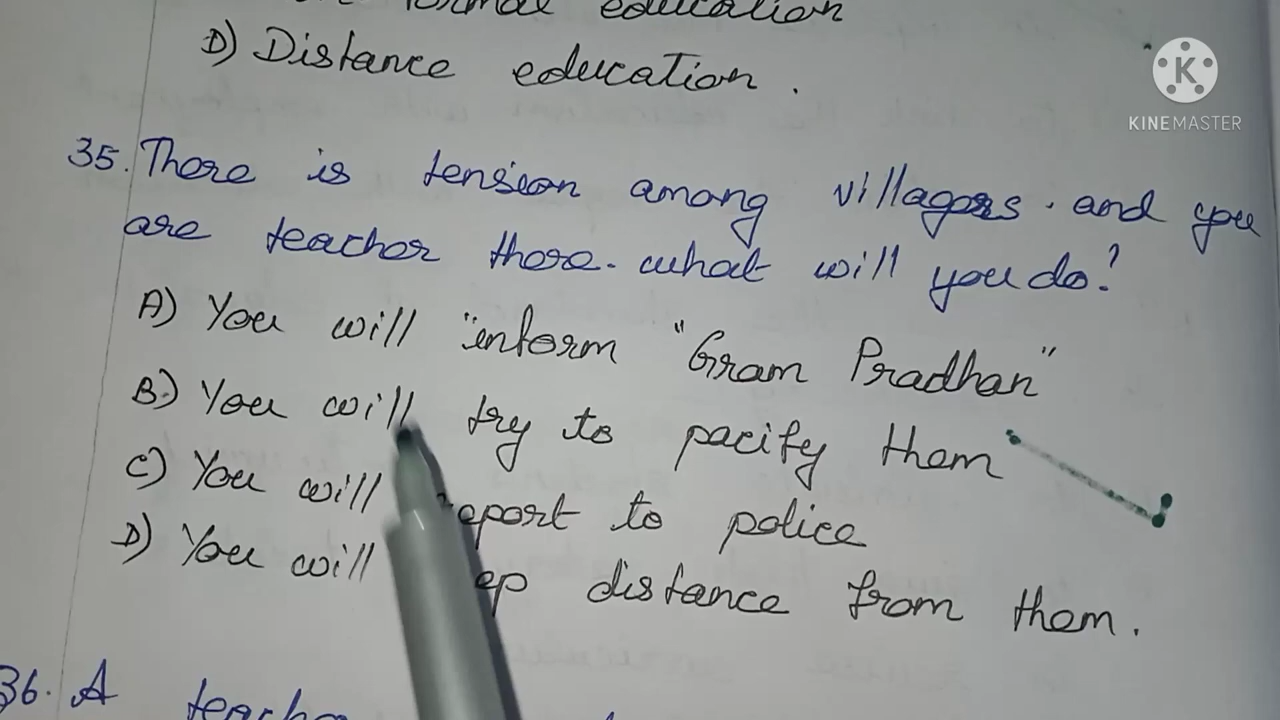 formal education
D) Distance education.
K
KINEMASTER
35. There is tension among villagers. and you
are teacher there. what will you do?
A) You will inform "Gram Pradhan"
B) You will try to pacify them
C) You will report to police
D) You will distance from them.
36. A